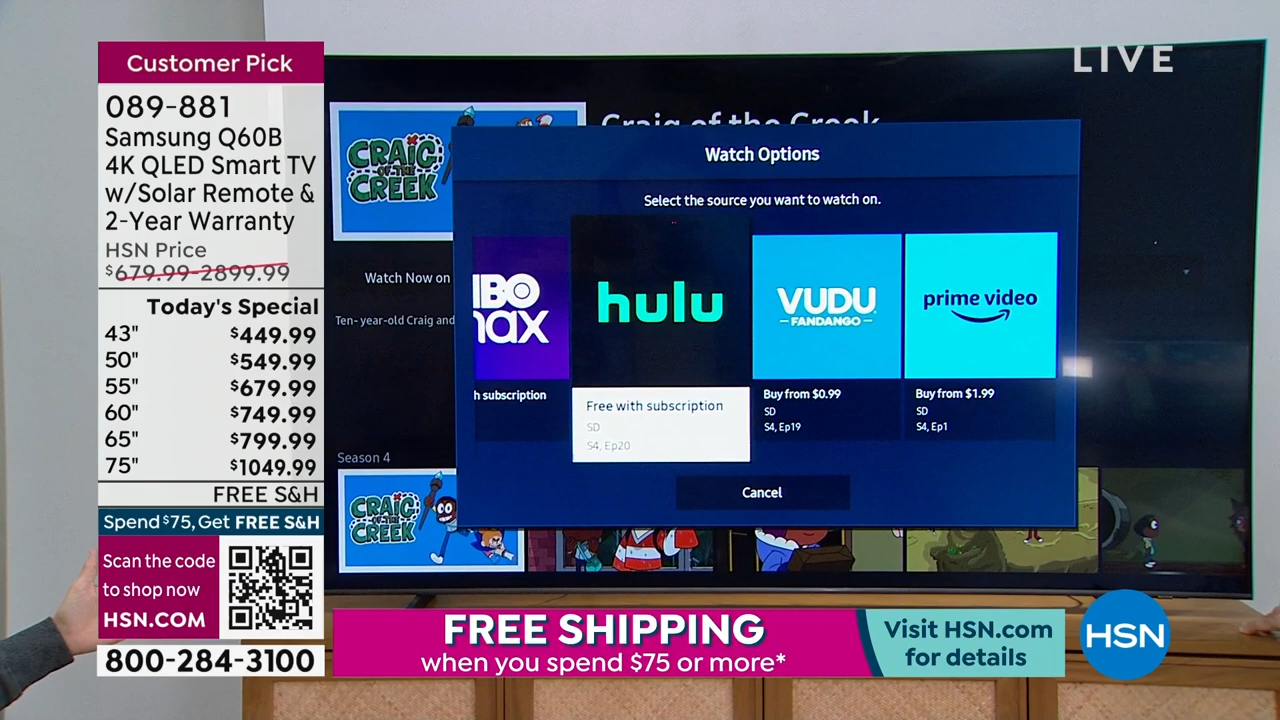 Customer Pick
089-881
Samsung Q60B
4K QLED Smart TV
w/Solar Remote &
2-Year Warranty
HSN Price
$679.99-2899.99
Today's Special
43" $449.99
50" $549.99
55" $679.99
60" $749.99
65" $799.99
75" $1049.99
FREE S&H
Spend $75, Get FREE S&H
Scan the code
to shop now
HSN.COM
800-284-3100
LIVE
Craig of the Creek
CRAIG
OF THE
CREEK
Watch Now on
Ten- year-old Craig and
Season 4
CRAIG
OF THE
CREEK
Watch Options
Select the source you want to watch on.
IBO
nax
h subscription
hulu
Free with subscription
SD
S4, Ep20
VUDU
FANDANGO
Buy from $0.99
SD
S4, Ep19
prime video
Buy from $1.99
SD
S4, Ep1
Cancel
FREE SHIPPING
when you spend $75 or more*
Visit HSN.com
for details
HSN